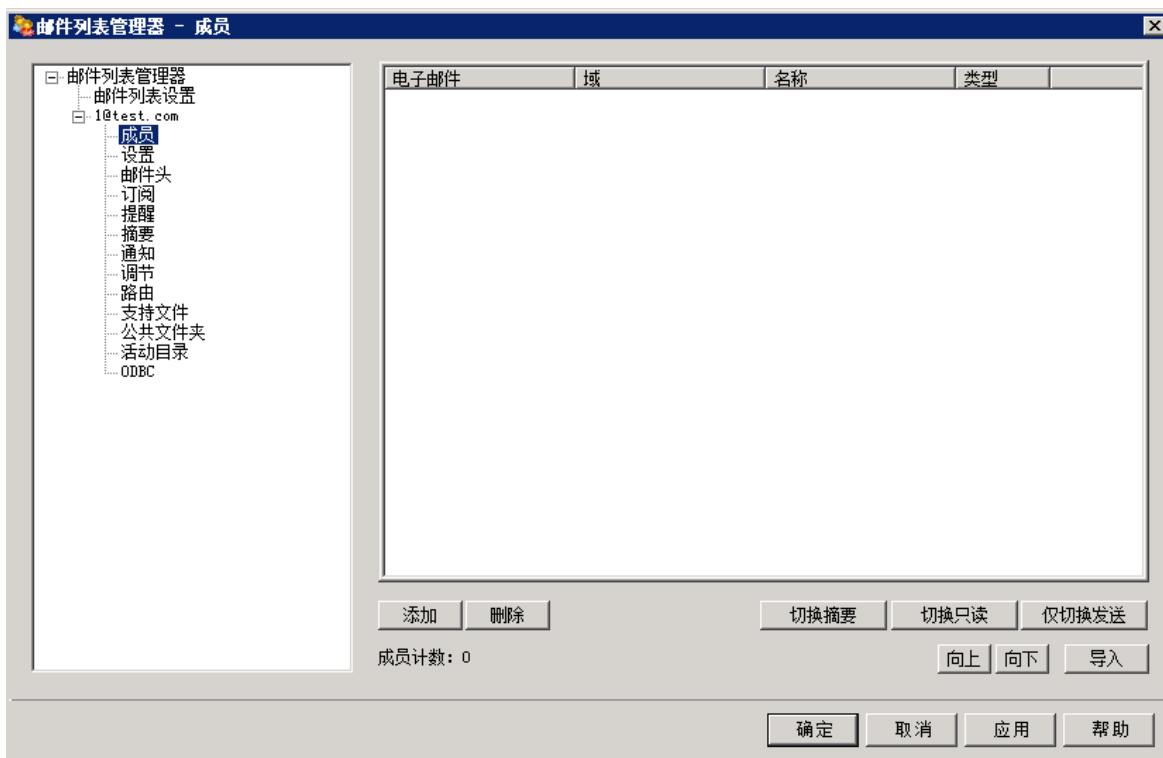 邮件列表管理器 - 成员
邮件列表管理器
邮件列表设置
1@test.com
成员
设置
邮件头
订阅
提醒
摘要
通知
调节
路由
支持文件
公共文件夹
活动目录
ODBC
电子邮件 域 名称 类型
添加 删除 切换摘要 切换只读 仅切换发送
成员计数: 0 向上 向下 导入
确定 取消 应用 帮助